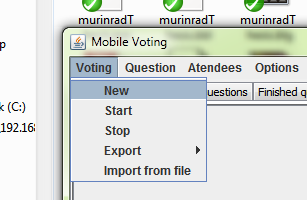 murinradT murinradT murinradT
Mobile Voting
Voting Question Atendees Options
New
uestions Finished q
Start
Stop
Export
Import from file
p
k (C:)
_192.168